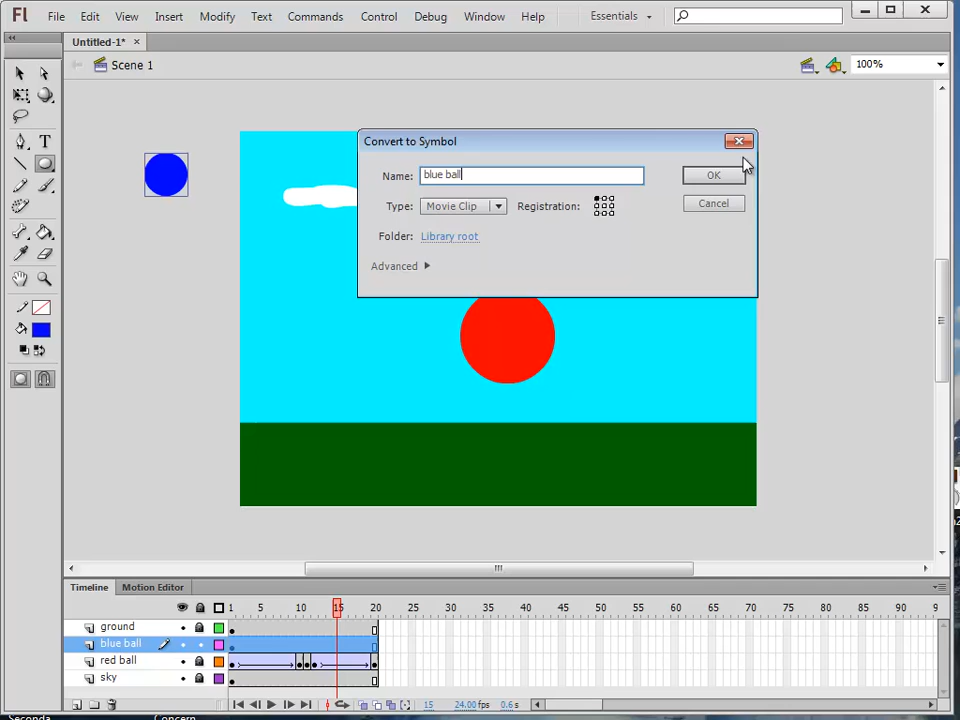 Fl File Edit View Insert Modify Text Commands Control Debug Window Help Essentials
Untitled-1*
Scene 1 100%
Convert to Symbol
Name: blue ball OK
Type: Movie Clip Registration: Cancel
Folder: Library root
Advanced
Timeline Motion Editor
1 5 10 15 20 25 30 35 40 45 50 55 60 65 70 75 80 85 90 9
ground
blue ball
red ball
sky
15 24.00 fps 0.6 s